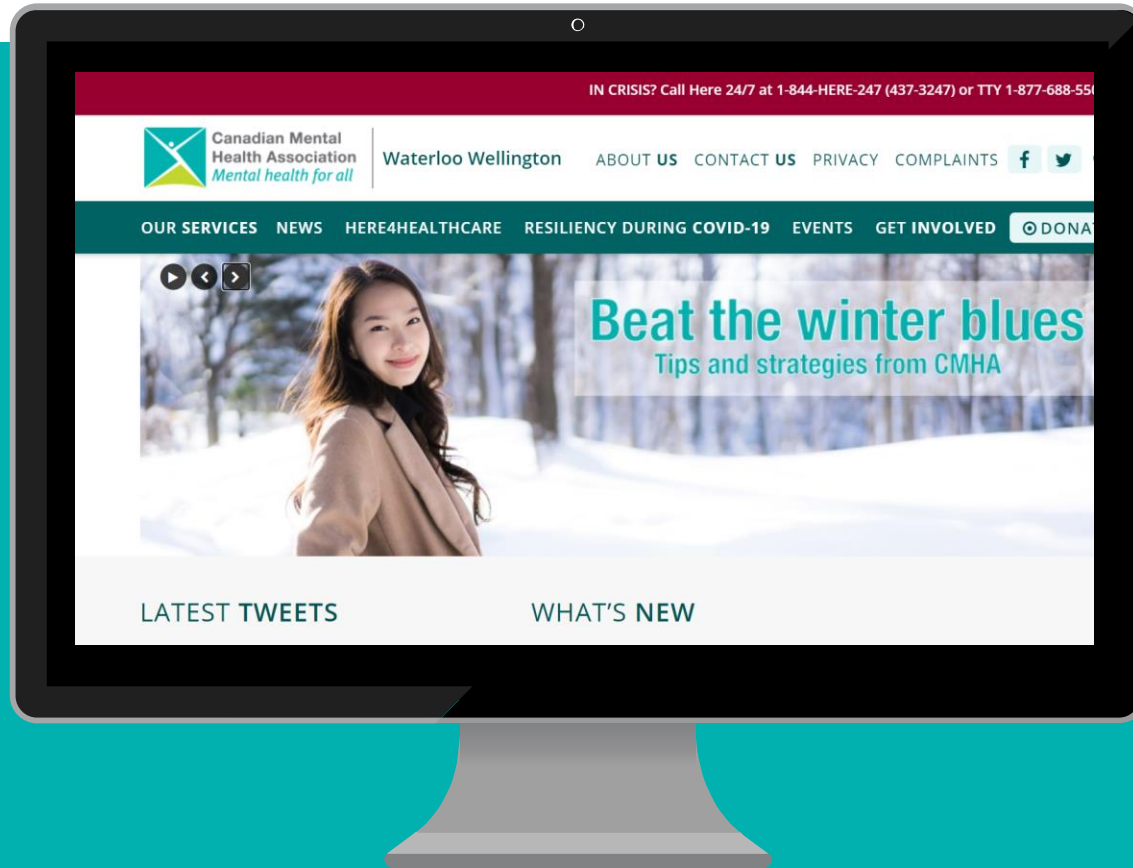 IN CRISIS? Call Here 24/7 at 1-844-HERE-247 (437-3247) or TTY 1-877-688-55
Canadian Mental
Health Association
Mental health for all
Waterloo Wellington
ABOUT US CONTACT US PRIVACY COMPLAINTS
OUR SERVICES NEWS HERE4HEALTHCARE RESILIENCY DURING COVID-19 EVENTS GET INVOLVED DONA
Beat the winter blues
Tips and strategies from CMHA
LATEST TWEETS
WHAT'S NEW